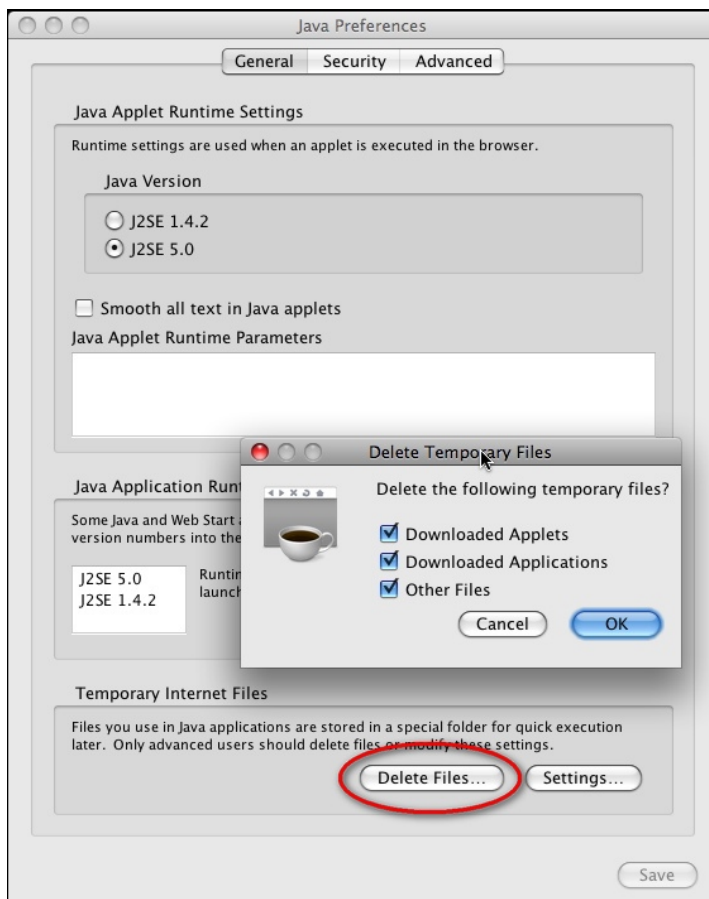 Java Preferences
General Security Advanced
Java Applet Runtime Settings
Runtime settings are used when an applet is executed in the browser.
Java Version
J2SE 1.4.2
J2SE 5.0
Smooth all text in Java applets
Java Applet Runtime Parameters
Java Application Run
Some Java and Web Start
version numbers into the
J2SE 5.0
J2SE 1.4.2
Runtin
launch
Delete Temporary Files
Delete the following temporary files?
Downloaded Applets
Downloaded Applications
Other Files
Cancel OK
Temporary Internet Files
Files you use in Java applications are stored in a special folder for quick execution
later. Only advanced users should delete files or modify these settings.
Delete Files... Settings...
Save